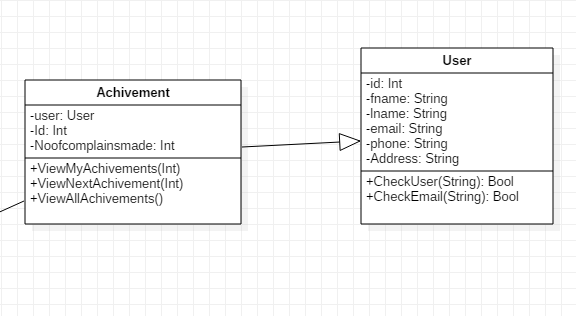 Achivement
-user: User
-Id: Int
-Noofcomplainsmade: Int
+ViewMyAchivements(Int)
+ViewNextAchivement(Int)
+ViewAllAchivements()
User
-id: Int
-fname: String
-lname: String
-email: String
-phone: String
-Address: String
+CheckUser(String): Bool
+CheckEmail(String): Bool